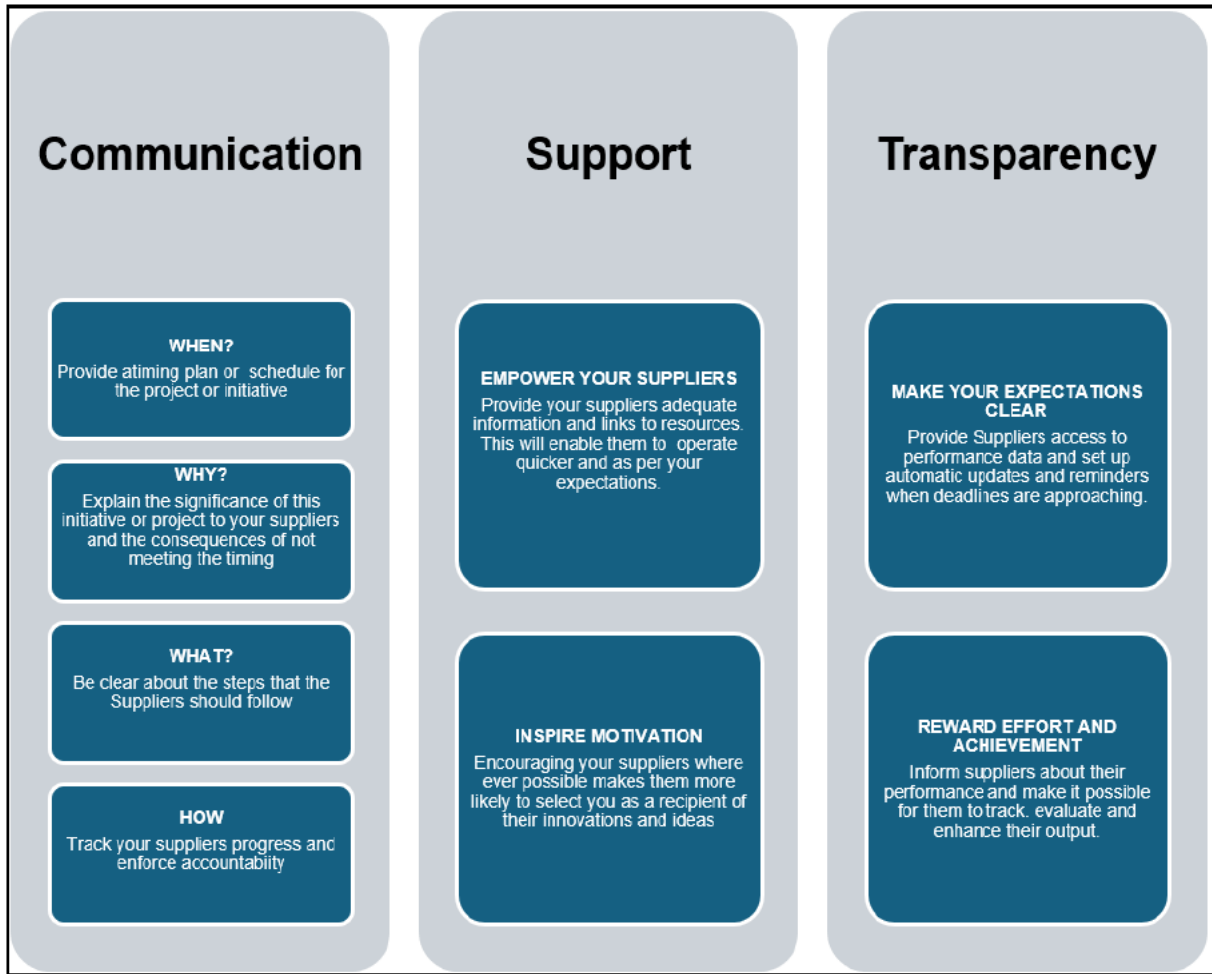 Communication
WHEN?
Provide atiming plan or schedule for
the project or initiative
WHY?
Explain the significance of this
initiative or project to your suppliers
and the consequences of not
meeting the timing
WHAT?
Be clear about the steps that the
Suppliers should follow
HOW
Track your suppliers progress and
enforce accountabiity
Support
EMPOWER YOUR SUPPLIERS
Provide your suppliers adequate
information and links to resources.
This will enable them to operate
quicker and as per your
expectations.
INSPIRE MOTIVATION
Encouraging your suppliers where
ever possible makes them more
likely to select you as a recipient of
their innovations and ideas
Transparency
MAKE YOUR EXPECTATIONS
CLEAR
Provide Suppliers access to
performance data and set up
automatic updates and reminders
when deadlines are approaching.
REWARD EFFORT AND
ACHIEVEMENT
Inform suppliers about their
performance and make it possible
for them to track. evaluate and
enhance their output.